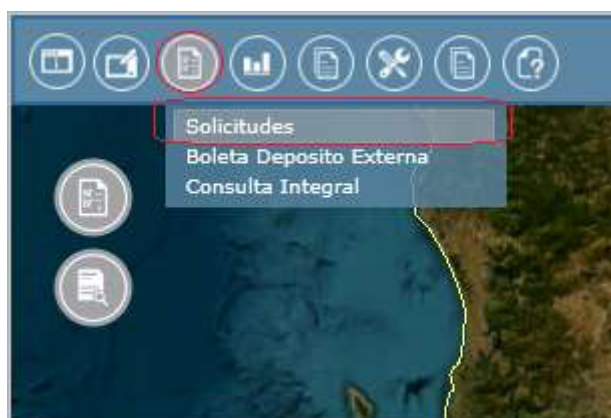 Solicitudes
Boleta Deposito Externa
Consulta Integral